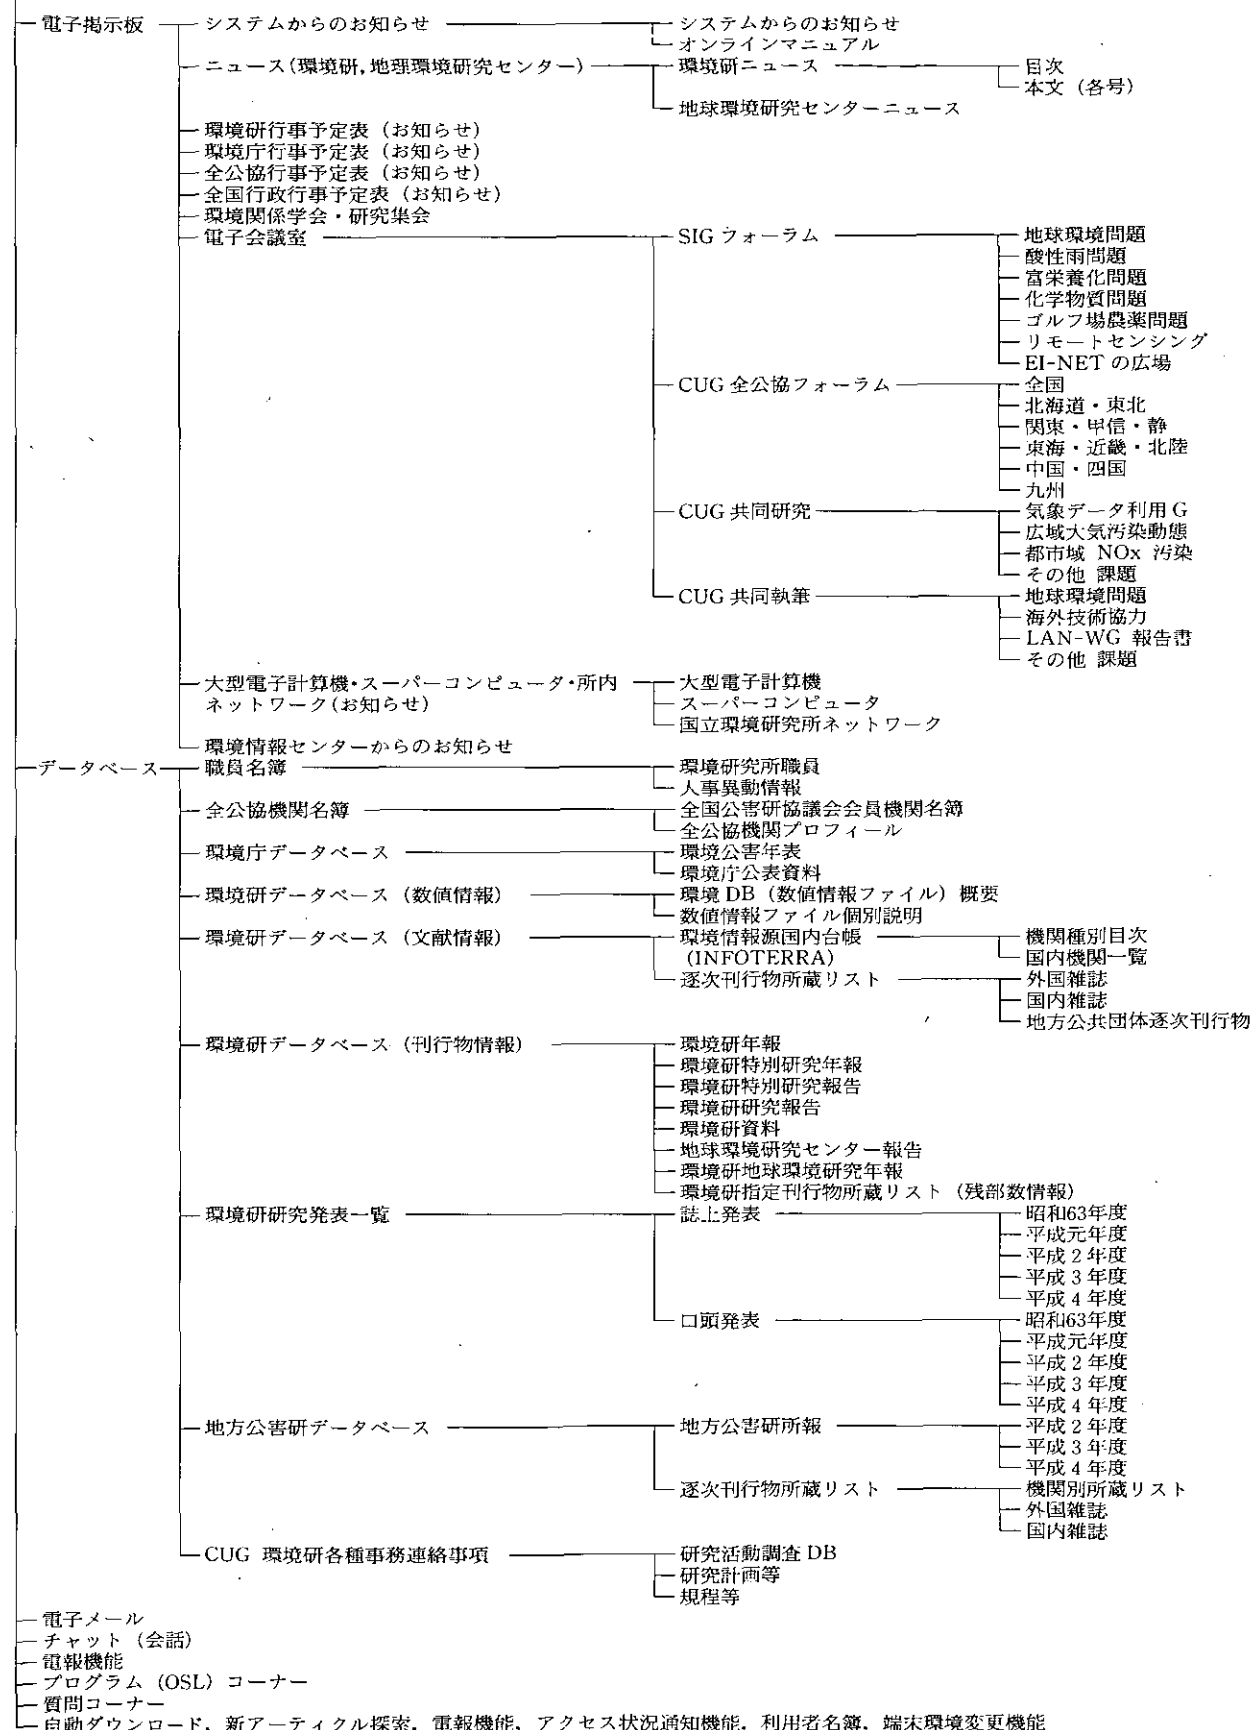 電子掲示板 システムからのお知らせ システムからのお知らせ
オンラインマニュアル
ニュース(環境研,地理環境研究センター) 環境研ニュース 目次
本文（各号）
地球環境研究センターニュース
環境研行事予定表（お知らせ）
環境庁行事予定表（お知らせ）
全公協行事予定表（お知らせ）
全国行政行事予定表（お知らせ）
環境関係学会・研究集会
電子会議室 SIG フォーラム 地球環境問題
酸性雨問題
富栄養化問題
化学物質問題
ゴルフ場農薬問題
リモートセンシング
EI-NET の広場
CUG 全公協フォーラム 全国
北海道・東北
関東・甲信・静
東海・近畿・北陸
中国・四国
九州
CUG 共同研究 気象データ利用 G
広域大気汚染動態
都市域 NOx 汚染
その他 課題
CUG 共同執筆 地球環境問題
海外技術協力
LAN-WG 報告書
その他 課題
大型電子計算機・スーパーコンピュータ・所内 大型電子計算機
ネットワーク(お知らせ) スーパーコンピュータ
国立環境研究所ネットワーク
環境情報センターからのお知らせ
データベース 職員名簿 環境研究所職員
人事異動情報
全公協機関名簿 全国公害研協議会会員機関名簿
全公協機関プロフィール
環境庁データベース 環境公害年表
環境庁公表資料
環境研データベース（数値情報） 環境 DB（数値情報ファイル）概要
数値情報ファイル個別説明
環境研データベース（文献情報） 環境情報源国内台帳 機関種別目次
(INFOTERRA) 国内機関一覧
逐次刊行物所蔵リスト 外国雑誌
国内雑誌
地方公共団体逐次刊行物
環境研データベース（刊行物情報） 環境研年報
環境研特別研究年報
環境研特別研究報告
環境研研究報告
環境研資料
地球環境研究センター報告
環境研地球環境研究年報
環境研指定刊行物所蔵リスト（残部数情報）
環境研研究発表一覧 誌上発表 昭和63年度
平成元年度
平成 2 年度
平成 3 年度
平成 4 年度
口頭発表 昭和63年度
平成元年度
平成 2 年度
平成 3 年度
平成 4 年度
地方公害研データベース 地方公害研所報 平成 2 年度
平成 3 年度
平成 4 年度
逐次刊行物所蔵リスト 機関別所蔵リスト
外国雑誌
国内雑誌
CUG 環境研各種事務連絡事項 研究活動調査 DB
研究計画等
規程等
電子メール
チャット（会話）
電報機能
プログラム（OSL）コーナー
質問コーナー
自動ダウンロード，新アーティクル探索，電報機能，アクセス状況通知機能，利用者名簿，端末環境変更機能